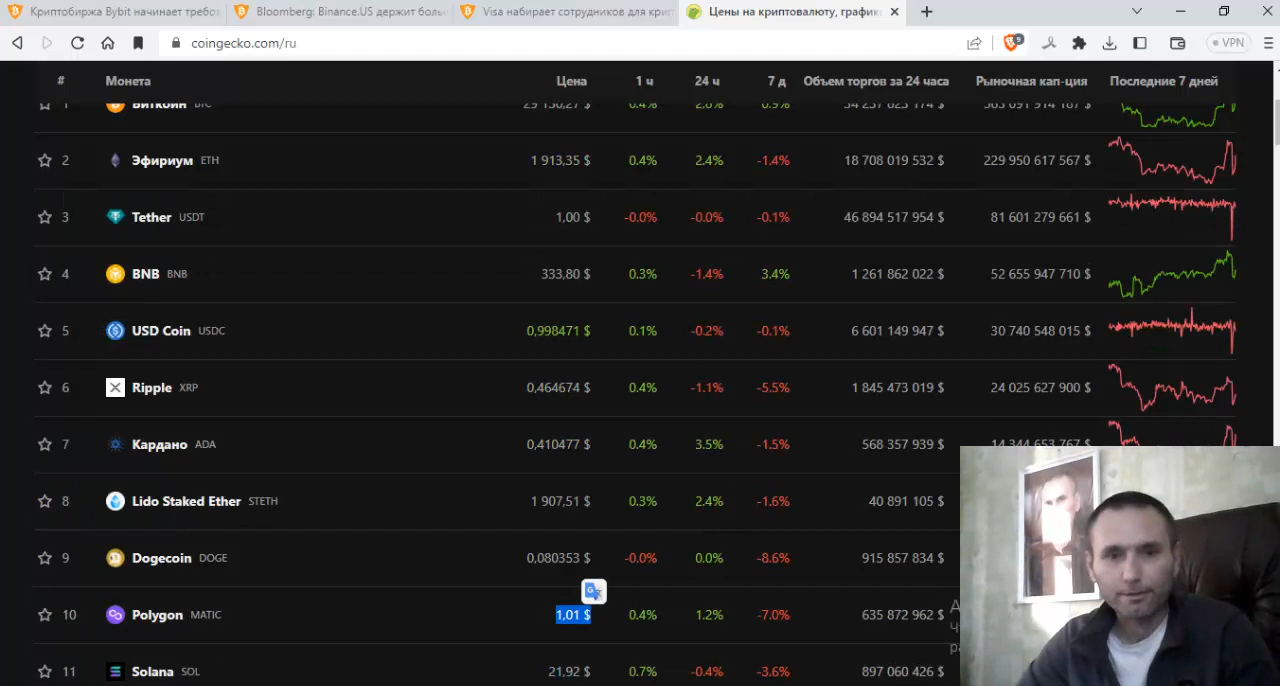 Криптобиржа Bybit начинает требов
Bloomberg: Binance.US держит боль
Visa набирает сотрудников для крип
Цены на криптовалюту, график
coingecko.com/ru
9
VPN
# Монета Цена 1 ч 24 ч 7 д Объем торгов за 24 часа Рыночная кап-ция Последние 7 дней
1 Биткоин BTC
2 Эфириум ETH 1 913,35 $ 0.4% 2.4% -1.4% 18 708 019 532 $ 229 950 617 567 $
3 Tether USDT 1,00 $ -0.0% -0.0% -0.1% 46 894 517 954 $ 81 601 279 661 $
4 BNB BNB 333,80 $ 0.3% -1.4% 3.4% 1 261 862 022 $ 52 655 947 710 $
5 USD Coin USDC 0,998471 $ 0.1% -0.2% -0.1% 6 601 149 947 $ 30 740 548 015 $
6 Ripple XRP 0,464674 $ 0.4% -1.1% -5.5% 1 845 473 019 $ 24 025 627 900 $
7 Кардано ADA 0,410477 $ 0.4% 3.5% -1.5% 568 357 939 $ 14 344 653 767 $
8 Lido Staked Ether STETH 1 907,51 $ 0.3% 2.4% -1.6% 40 891 105 $
9 Dogecoin DOGE 0,080353 $ -0.0% 0.0% -8.6% 915 857 834 $
10 Polygon MATIC 1,01 $ 0.4% 1.2% -7.0% 635 872 962 $
11 Solana SOL 21,92 $ 0.7% -0.4% -3.6% 897 060 426 $